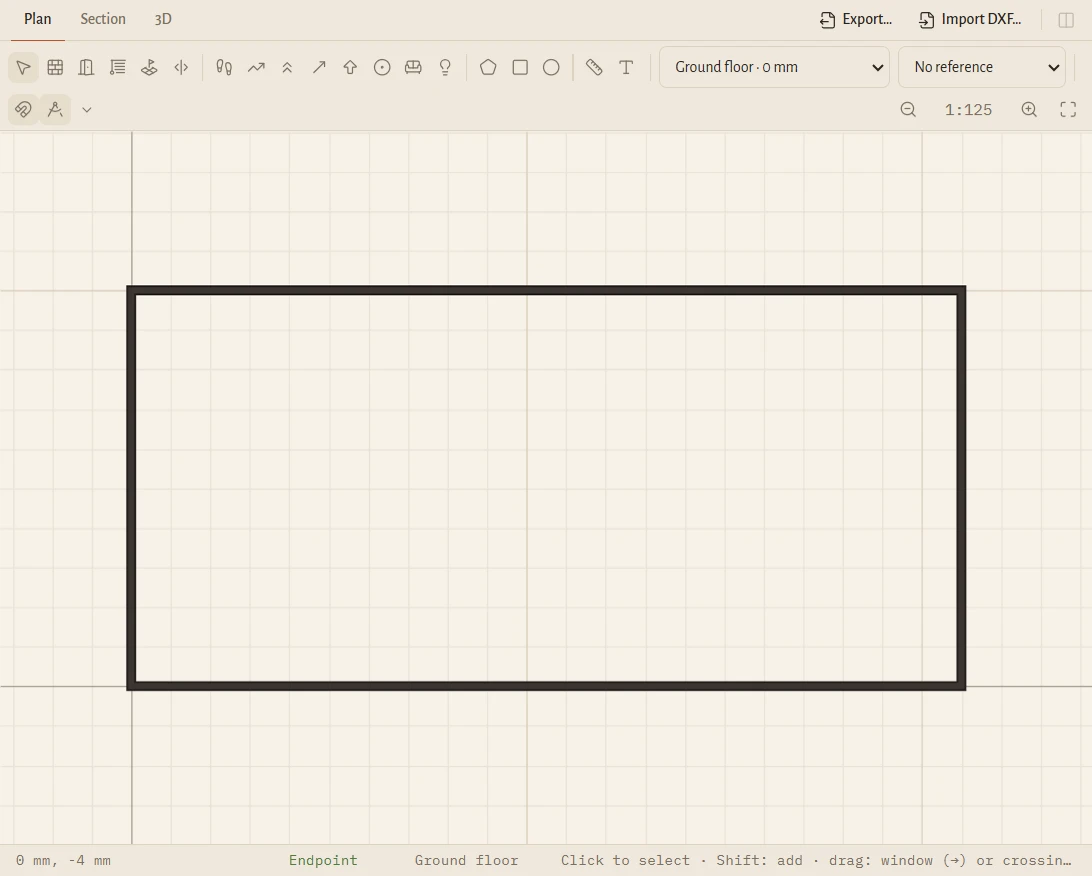 Plan Section 3D Export... Import DXF...
Ground floor · 0 mm No reference
1:125
0 mm, -4 mm Endpoint Ground floor Click to select · Shift: add · drag: window (→) or crossin…